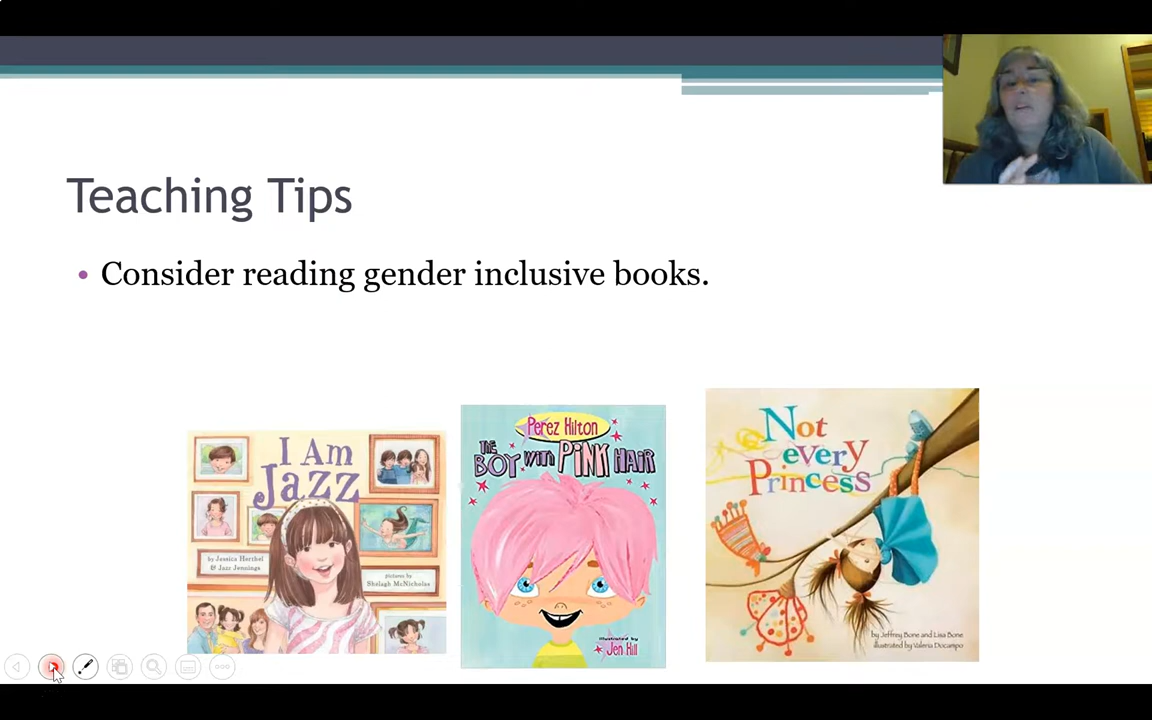 Teaching Tips
• Consider reading gender inclusive books.
I Am
Jazz
by Jessica Herthel
& Jazz Jennings
pictures by
Shelagh McNicholas
Perez Hilton
THE
BOY with PINK HAIR
illustrated by
Jen Hill
Not
every
Princess
by Jeffrey Bone and Lisa Bone
illustrated by Valeria Docampo